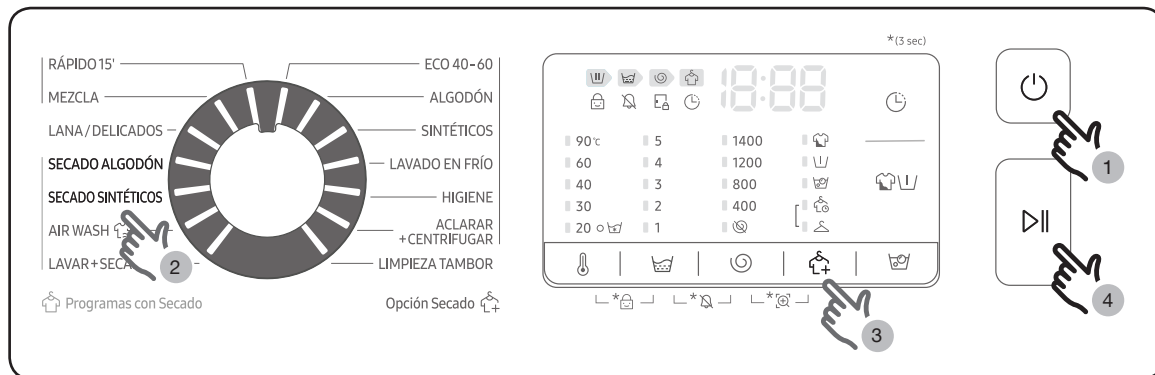 *(3 sec)
RÁPIDO 15'
MEZCLA
LANA/DELICADOS
SECADO ALGODÓN
SECADO SINTÉTICOS
AIR WASH
LAVAR+SECA
Programas con Secado
ECO 40-60
ALGODÓN
SINTÉTICOS
LAVADO EN FRÍO
HIGIENE
ACLARAR
+CENTRIFUGAR
LIMPIEZA TAMBOR
Opción Secado
2
18:88
90℃ 5 1400
60 4 1200
40 3 800
30 2 400
20 1
* * *
3
1
4